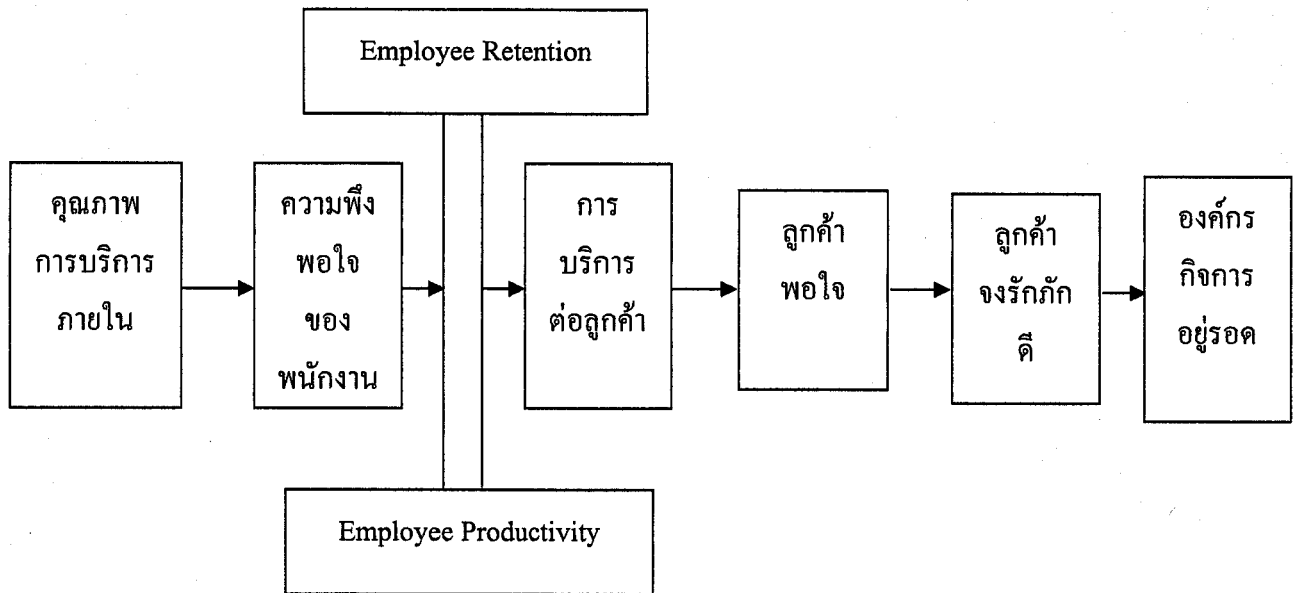 Employee Retention
คุณภาพ
การบริการ
ภายใน
ความพึง
พอใจ
ของ
พนักงาน
การ
บริการ
ต่อลูกค้า
ลูกค้า
พอใจ
ลูกค้า
จงรักภัก
ดี
องค์กร
กิจการ
อยู่รอด
Employee Productivity